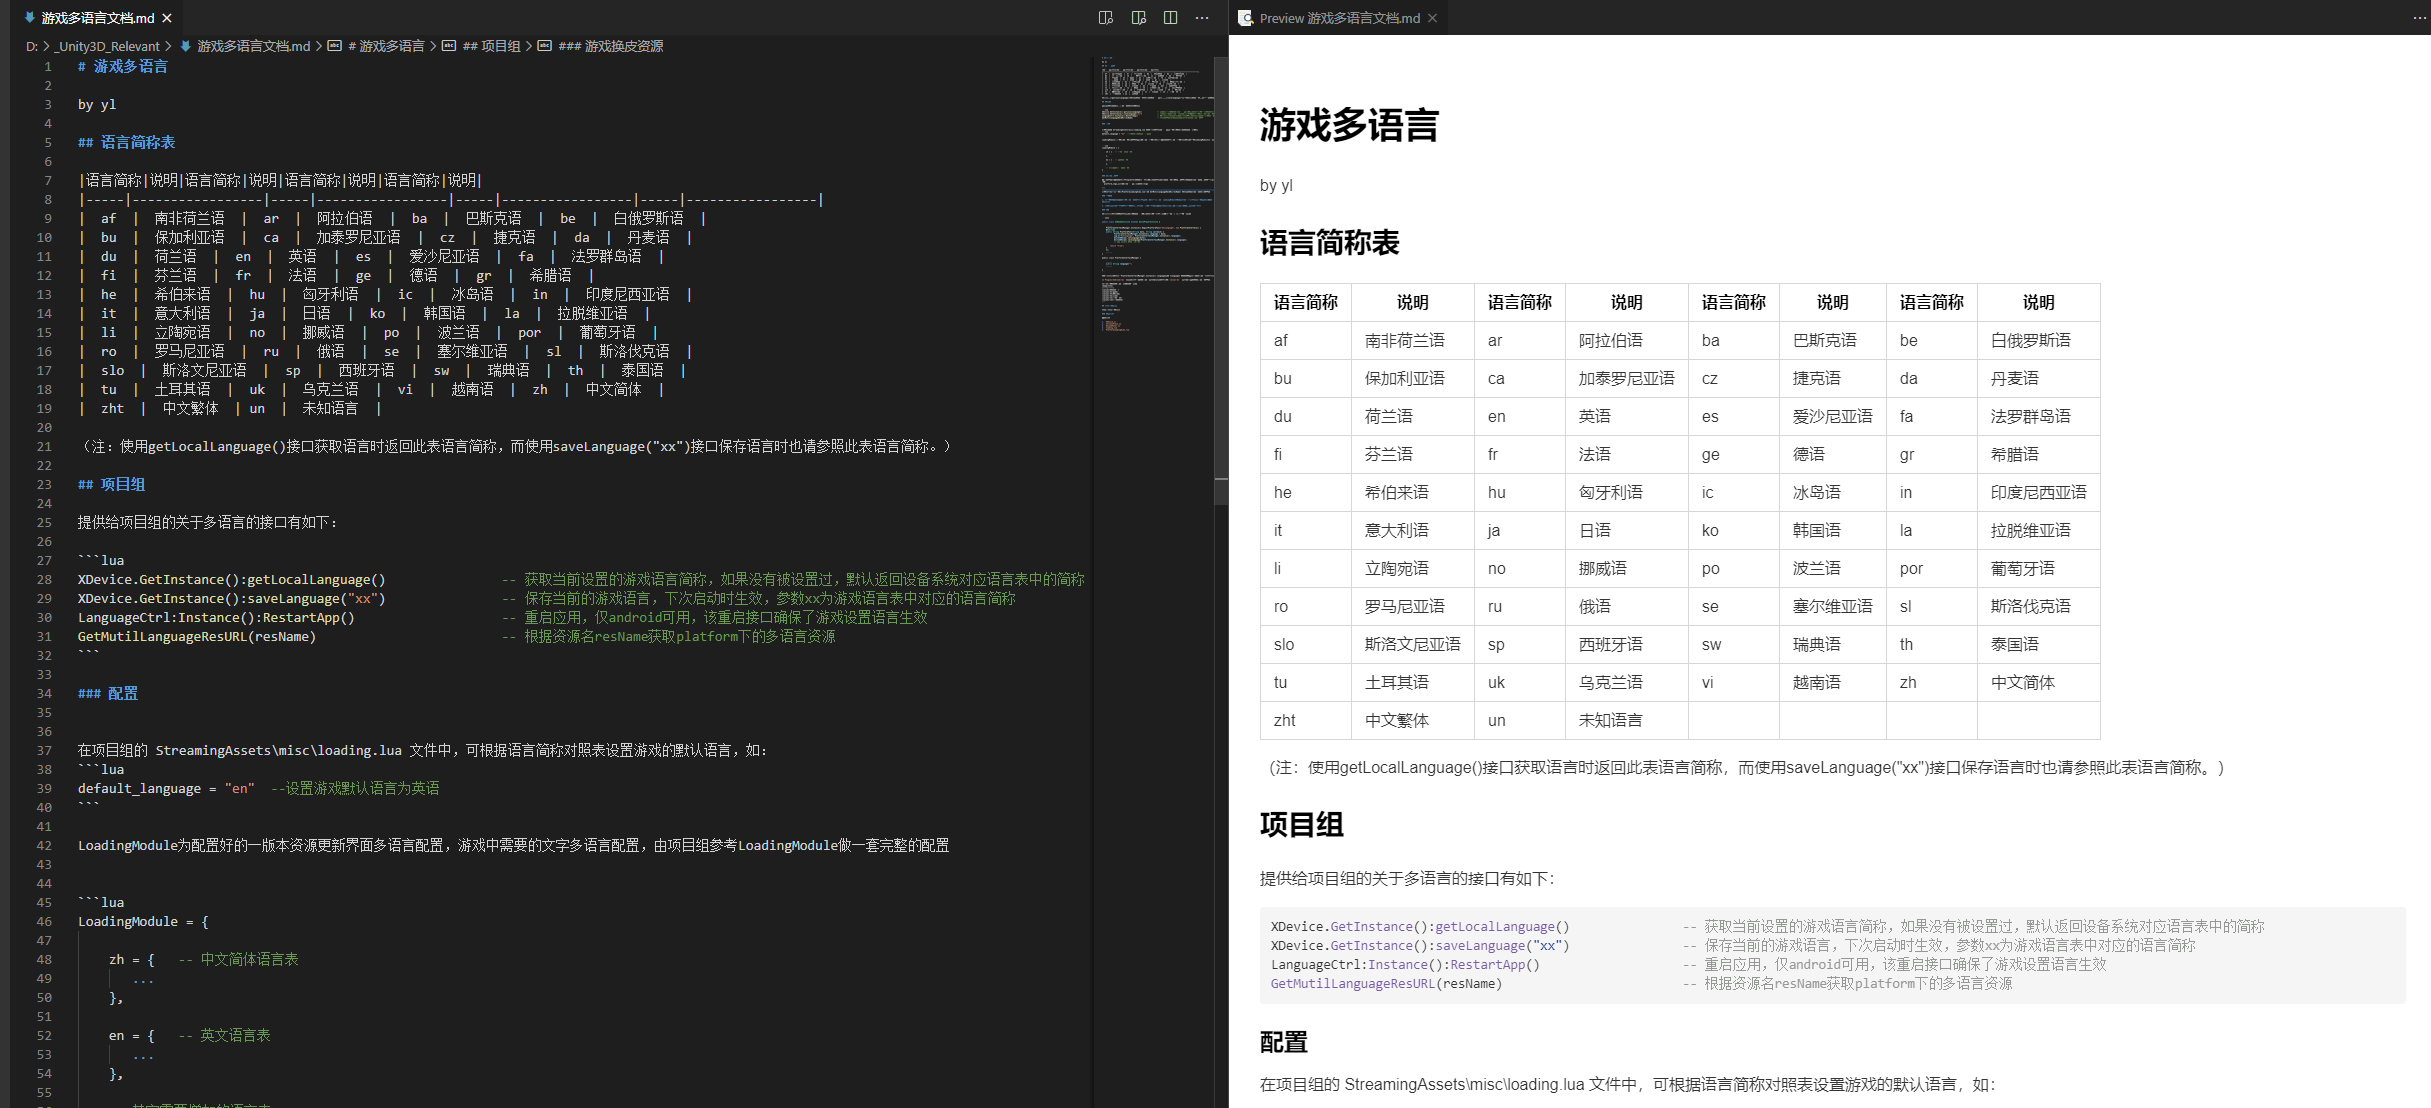 游戏多语言文档.md
D: > _Unity3D_Relevant > 游戏多语言文档.md > # 游戏多语言 > ## 项目组 > ### 游戏换皮资源
1 # 游戏多语言
2
3 by yl
4
5 ## 语言简称表
6
7 |语言简称|说明|语言简称|说明|语言简称|说明|语言简称|说明|
8 |-----|-----------------|-----|-----------------|-----|-----------------|-----|-----------------|
9 | af | 南非荷兰语 | ar | 阿拉伯语 | ba | 巴斯克语 | be | 白俄罗斯语 |
10 | bu | 保加利亚语 | ca | 加泰罗尼亚语 | cz | 捷克语 | da | 丹麦语 |
11 | du | 荷兰语 | en | 英语 | es | 爱沙尼亚语 | fa | 法罗群岛语 |
12 | fi | 芬兰语 | fr | 法语 | ge | 德语 | gr | 希腊语 |
13 | he | 希伯来语 | hu | 匈牙利语 | ic | 冰岛语 | in | 印度尼西亚语 |
14 | it | 意大利语 | ja | 日语 | ko | 韩国语 | la | 拉脱维亚语 |
15 | li | 立陶宛语 | no | 挪威语 | po | 波兰语 | por | 葡萄牙语 |
16 | ro | 罗马尼亚语 | ru | 俄语 | se | 塞尔维亚语 | sl | 斯洛伐克语 |
17 | slo | 斯洛文尼亚语 | sp | 西班牙语 | sw | 瑞典语 | th | 泰国语 |
18 | tu | 土耳其语 | uk | 乌克兰语 | vi | 越南语 | zh | 中文简体 |
19 | zht | 中文繁体 | un | 未知语言 |
20
21 （注：使用getLocalLanguage()接口获取语言时返回此表语言简称，而使用saveLanguage("xx")接口保存语言时也请参照此表语言简称。）
22
23 ## 项目组
24
25 提供给项目组的关于多语言的接口有如下：
26
27 ```lua
28 XDevice.GetInstance():getLocalLanguage() -- 获取当前设置的游戏语言简称，如果没有被设置过，默认返回设备系统对应语言表中的简称
29 XDevice.GetInstance():saveLanguage("xx") -- 保存当前的游戏语言，下次启动时生效，参数xx为游戏语言表中对应的语言简称
30 LanguageCtrl:Instance():RestartApp() -- 重启应用，仅android可用，该重启接口确保了游戏设置语言生效
31 GetMutilLanguageResURL(resName) -- 根据资源名resName获取platform下的多语言资源
32 ```
33
34 ### 配置
35
36
37 在项目组的 StreamingAssets\misc\loading.lua 文件中，可根据语言简称对照表设置游戏的默认语言，如：
38 ```lua
39 default_language = "en" --设置游戏默认语言为英语
40 ```
41
42 LoadingModule为配置好的一版本资源更新界面多语言配置，游戏中需要的文字多语言配置，由项目组参考LoadingModule做一套完整的配置
43
44
45 ```lua
46 LoadingModule = {
47
48 zh = { -- 中文简体语言表
49 ...
50 },
51
52 en = { -- 英文语言表
53 ...
54 },
55
Preview 游戏多语言文档.md
游戏多语言
by yl
语言简称表
语言简称 说明 语言简称 说明 语言简称 说明 语言简称 说明
af 南非荷兰语 ar 阿拉伯语 ba 巴斯克语 be 白俄罗斯语
bu 保加利亚语 ca 加泰罗尼亚语 cz 捷克语 da 丹麦语
du 荷兰语 en 英语 es 爱沙尼亚语 fa 法罗群岛语
fi 芬兰语 fr 法语 ge 德语 gr 希腊语
he 希伯来语 hu 匈牙利语 ic 冰岛语 in 印度尼西亚语
it 意大利语 ja 日语 ko 韩国语 la 拉脱维亚语
li 立陶宛语 no 挪威语 po 波兰语 por 葡萄牙语
ro 罗马尼亚语 ru 俄语 se 塞尔维亚语 sl 斯洛伐克语
slo 斯洛文尼亚语 sp 西班牙语 sw 瑞典语 th 泰国语
tu 土耳其语 uk 乌克兰语 vi 越南语 zh 中文简体
zht 中文繁体 un 未知语言
（注：使用getLocalLanguage()接口获取语言时返回此表语言简称，而使用saveLanguage("xx")接口保存语言时也请参照此表语言简称。）
项目组
提供给项目组的关于多语言的接口有如下：
XDevice.GetInstance():getLocalLanguage() -- 获取当前设置的游戏语言简称，如果没有被设置过，默认返回设备系统对应语言表中的简称
XDevice.GetInstance():saveLanguage("xx") -- 保存当前的游戏语言，下次启动时生效，参数xx为游戏语言表中对应的语言简称
LanguageCtrl:Instance():RestartApp() -- 重启应用，仅android可用，该重启接口确保了游戏设置语言生效
GetMutilLanguageResURL(resName) -- 根据资源名resName获取platform下的多语言资源
配置
在项目组的 StreamingAssets\misc\loading.lua 文件中，可根据语言简称对照表设置游戏的默认语言，如：